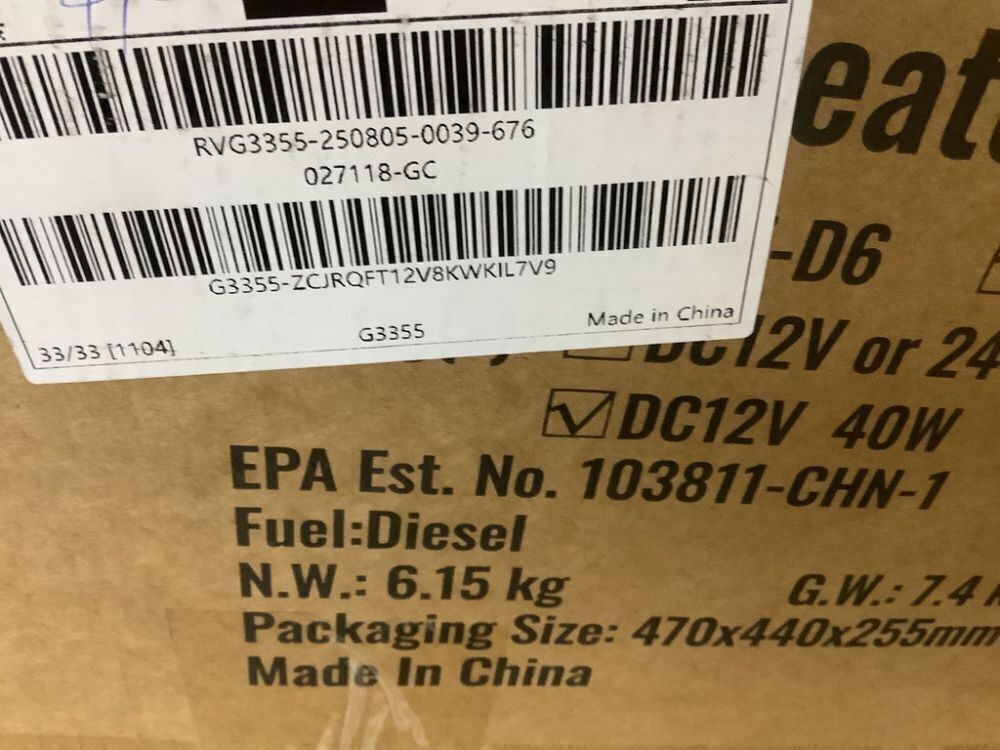 RVG3355-250805-0039-676
027118-GC
G3355-ZCJRQFT12V8KWKIL7V9
33/33 [1104]
G3355
Made in China
eat
-D6
DC12V or 24
DC12V 40W
EPA Est. No. 103811-CHN-1
Fuel:Diesel
N.W.: 6.15 kg
G.W.: 7.4
Packaging Size: 470x440x255mm
Made In China